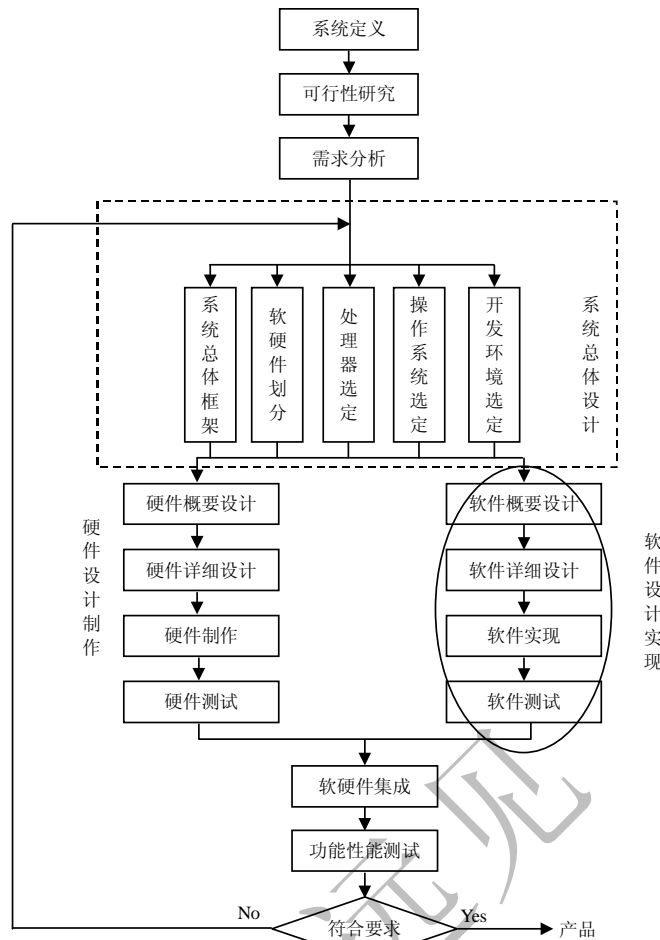 系统定义
可行性研究
需求分析
系统总体框架
软硬件划分
处理器选定
操作系统选定
开发环境选定
系统总体设计
硬件概要设计
软件概要设计
硬件设计制作
硬件详细设计
软件详细设计
软件设计实现
硬件制作
软件实现
硬件测试
软件测试
软硬件集成
功能性能测试
No
符合要求
Yes
产品
远见